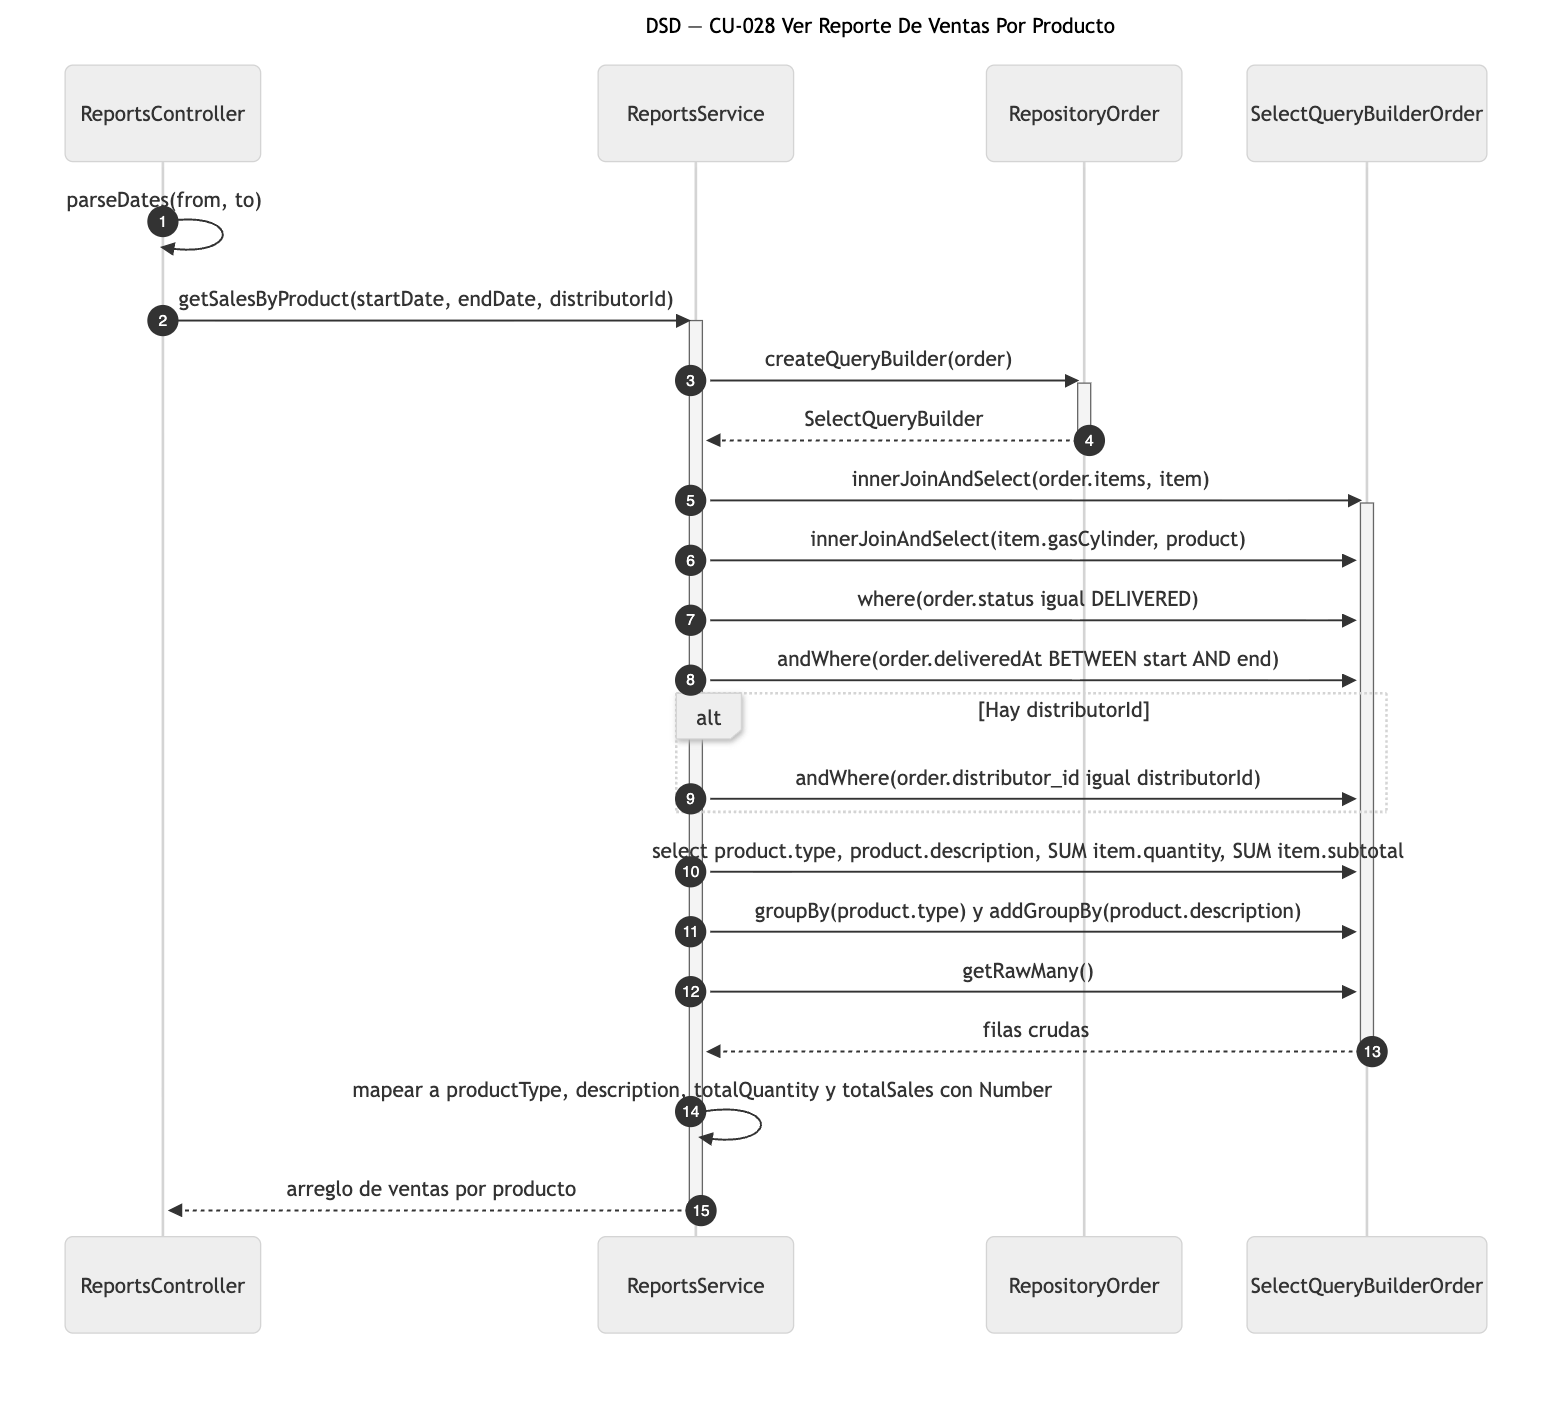 DSD — CU-028 Ver Reporte De Ventas Por Producto
ReportsController
ReportsService
RepositoryOrder
SelectQueryBuilderOrder
parseDates(from, to)
1
getSalesByProduct(startDate, endDate, distributorId)
2
createQueryBuilder(order)
3
SelectQueryBuilder
4
innerJoinAndSelect(order.items, item)
5
innerJoinAndSelect(item.gasCylinder, product)
6
where(order.status igual DELIVERED)
7
andWhere(order.deliveredAt BETWEEN start AND end)
8
alt
[Hay distributorId]
andWhere(order.distributor_id igual distributorId)
9
select product.type, product.description, SUM item.quantity, SUM item.subtotal
10
groupBy(product.type) y addGroupBy(product.description)
11
getRawMany()
12
filas crudas
13
mapear a productType, description, totalQuantity y totalSales con Number
14
arreglo de ventas por producto
15
ReportsController
ReportsService
RepositoryOrder
SelectQueryBuilderOrder